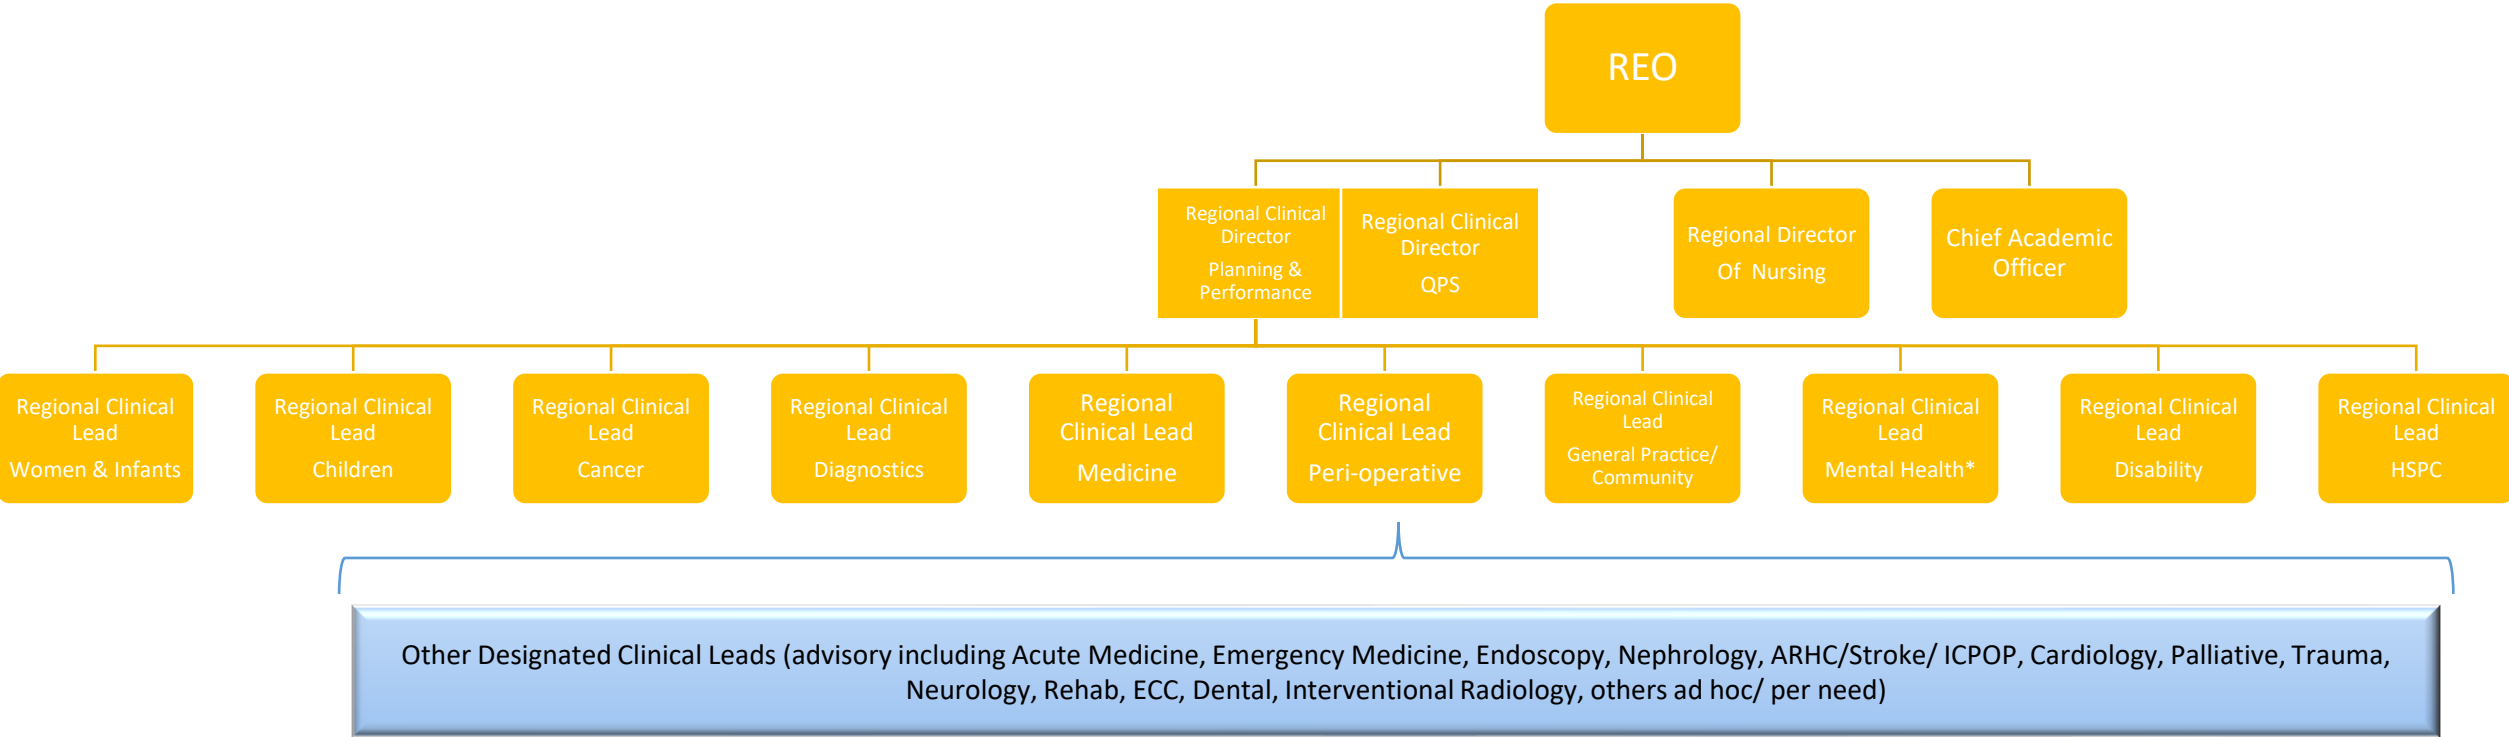 REO
Regional Clinical
Director
Planning &
Performance
Regional Clinical
Director
QPS
Regional Director
Of  Nursing
Chief Academic
Officer
Regional Clinical
Lead
Women & Infants
Regional Clinical
Lead
Children
Regional Clinical
Lead
Cancer
Regional Clinical
Lead
Diagnostics
Regional
Clinical Lead
Medicine
Regional
Clinical Lead
Peri-operative
Regional Clinical
Lead
General Practice/
Community
Regional Clinical
Lead
Mental Health*
Regional Clinical
Lead
Disability
Regional Clinical
Lead
HSPC
Other Designated Clinical Leads (advisory including Acute Medicine, Emergency Medicine, Endoscopy, Nephrology, ARHC/Stroke/ ICPOP, Cardiology, Palliative, Trauma,
Neurology, Rehab, ECC, Dental, Interventional Radiology, others ad hoc/ per need)